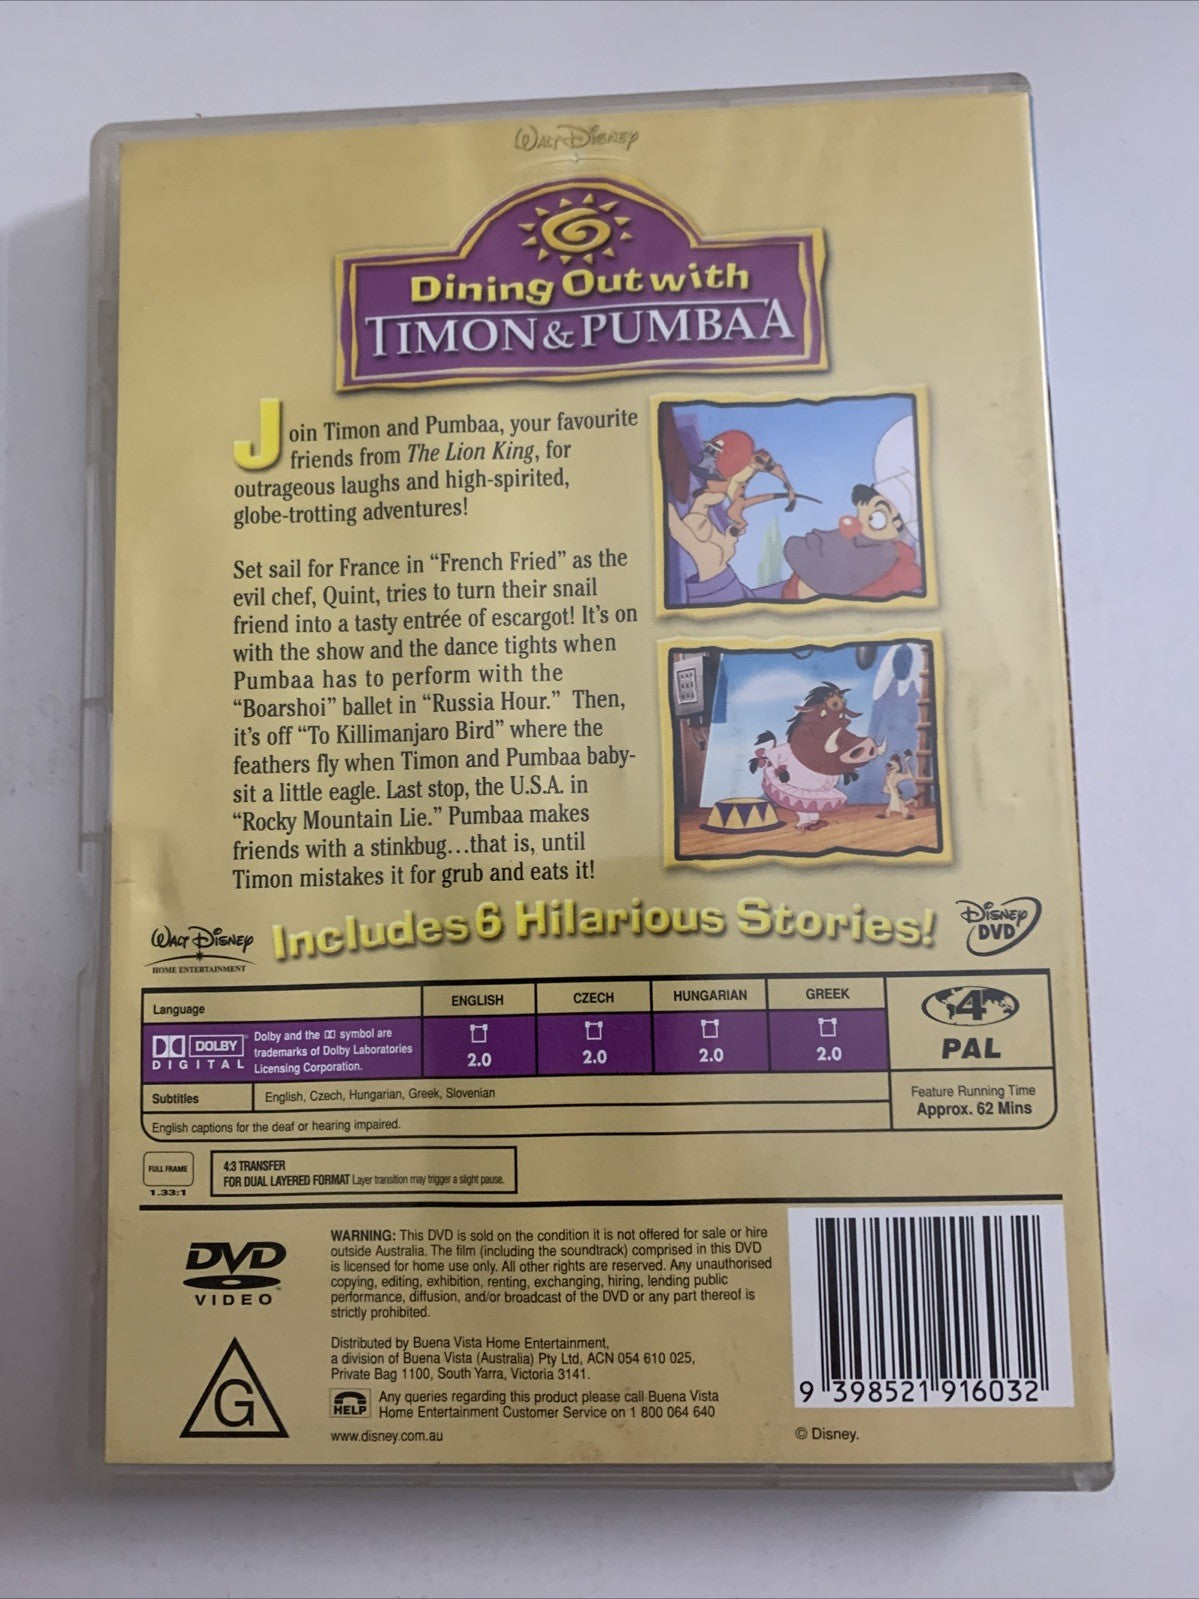 WALT DISNEY
Dining Out with
TIMON & PUMBAA
Join Timon and Pumbaa, your favourite
friends from The Lion King, for
outrageous laughs and high-spirited,
globe-trotting adventures!
Set sail for France in “French Fried” as the
evil chef, Quint, tries to turn their snail
friend into a tasty entrée of escargot! It’s on
with the show and the dance tights when
Pumbaa has to perform with the
“Boarshoi” ballet in “Russia Hour.” Then,
it’s off “To Killimanjaro Bird” where the
feathers fly when Timon and Pumbaa baby-
sit a little eagle. Last stop, the U.S.A. in
“Rocky Mountain Lie.” Pumbaa makes
friends with a stinkbug...that is, until
Timon mistakes it for grub and eats it!
Includes 6 Hilarious Stories!
WALT DISNEY
HOME ENTERTAINMENT
DISNEY
DVD
Language
ENGLISH CZECH HUNGARIAN GREEK
DOLBY
DIGITAL
Dolby and the DD symbol are
trademarks of Dolby Laboratories
Licensing Corporation.
2.0 2.0 2.0 2.0
4
PAL
Subtitles English, Czech, Hungarian, Greek, Slovenian
English captions for the deaf or hearing impaired.
Feature Running Time
Approx. 62 Mins
FULL FRAME
1.33:1
4:3 TRANSFER
FOR DUAL LAYERED FORMAT Layer transition may trigger a slight pause.
DVD
VIDEO
WARNING: This DVD is sold on the condition it is not offered for sale or hire
outside Australia. The film (including the soundtrack) comprised in this DVD
is licensed for home use only. All other rights are reserved. Any unauthorised
copying, editing, exhibition, renting, exchanging, hiring, lending public
performance, diffusion, and/or broadcast of the DVD or any part thereof is
strictly prohibited.
G
Distributed by Buena Vista Home Entertainment,
a division of Buena Vista (Australia) Pty Ltd, ACN 054 610 025,
Private Bag 1100, South Yarra, Victoria 3141.
HELP
Any queries regarding this product please call Buena Vista
Home Entertainment Customer Service on 1 800 064 640
www.disney.com.au
9 398521 916032
© Disney.